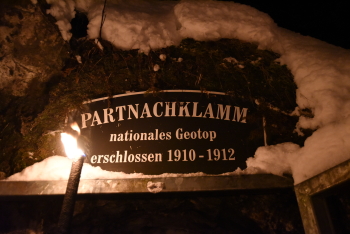 PARTNACHKLAMM
nationales Geotop
erschlossen 1910 - 1912